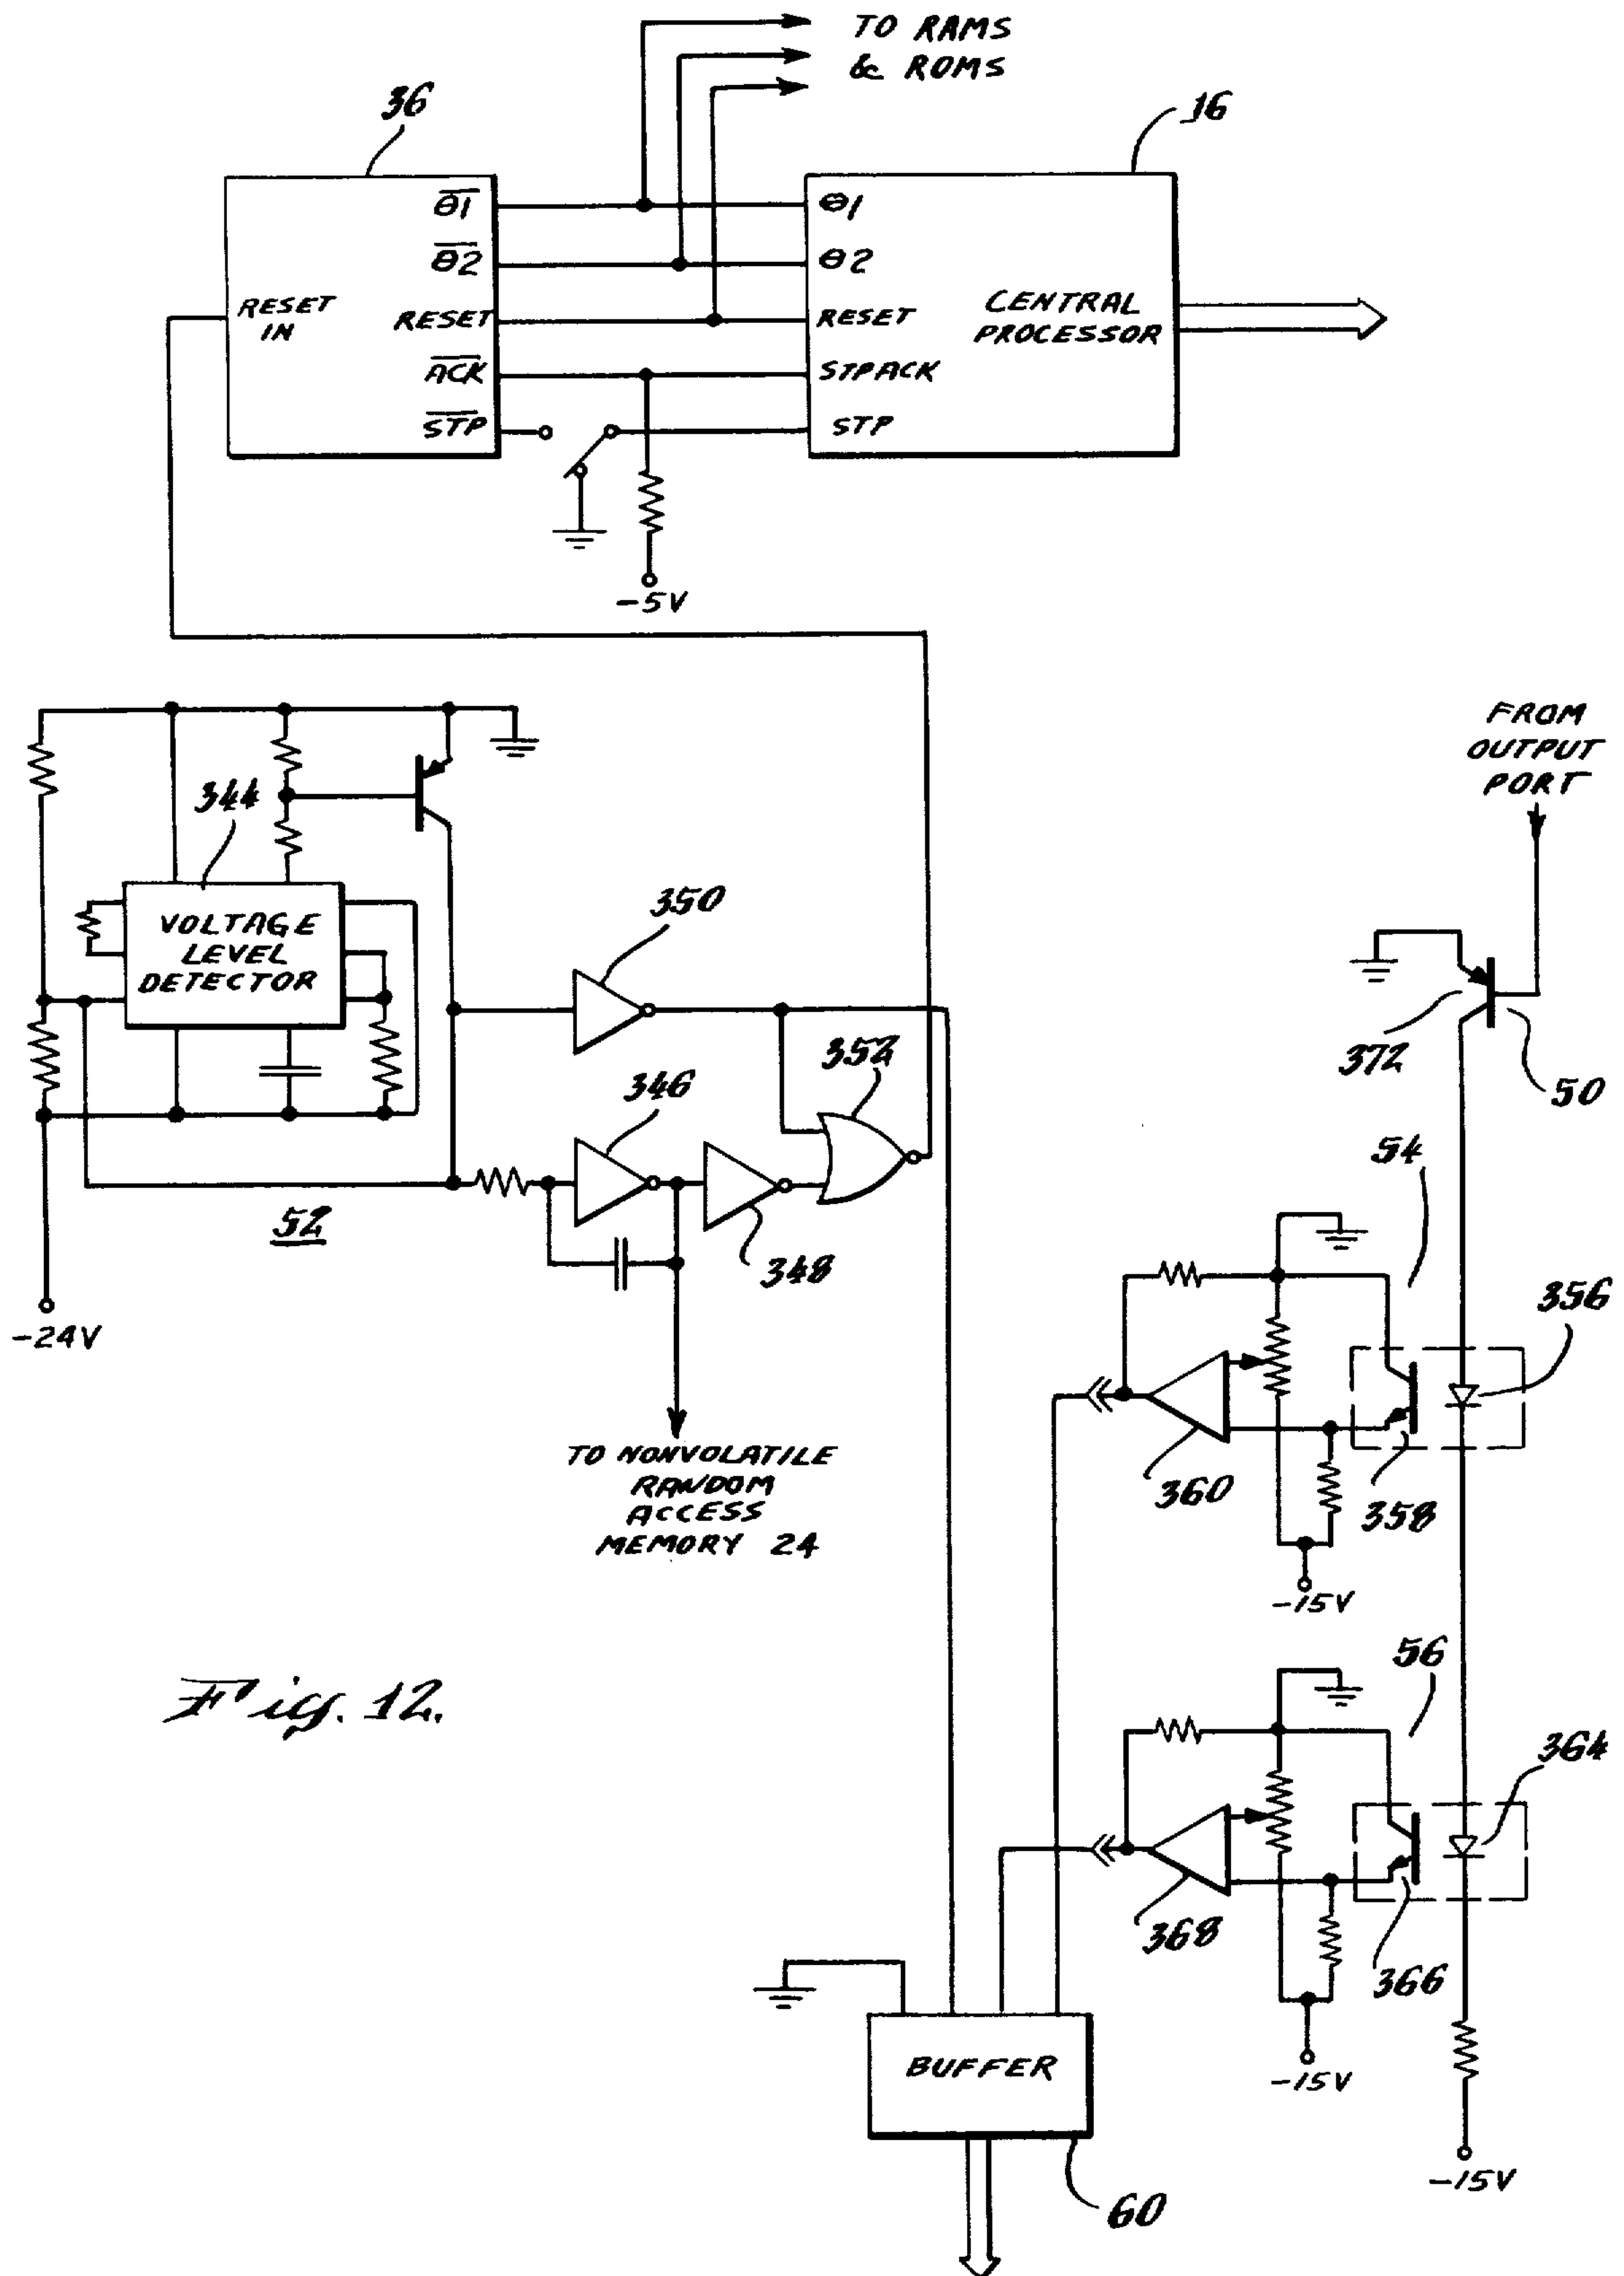 TO RAMS
& ROMS
36
16
Θ1
Θ2
RESET
IN
RESET
ACK
STP
Θ1
Θ2
RESET
STPACK
STP
CENTRAL
PROCESSOR
-5V
FROM
OUTPUT
PORT
344
VOLTAGE
LEVEL
DETECTOR
350
352
346
348
52
-24V
372
50
54
356
360
358
-15V
TO NONVOLATILE
RANDOM
ACCESS
MEMORY 24
56
364
368
366
-15V
-15V
Fig. 12.
BUFFER
60